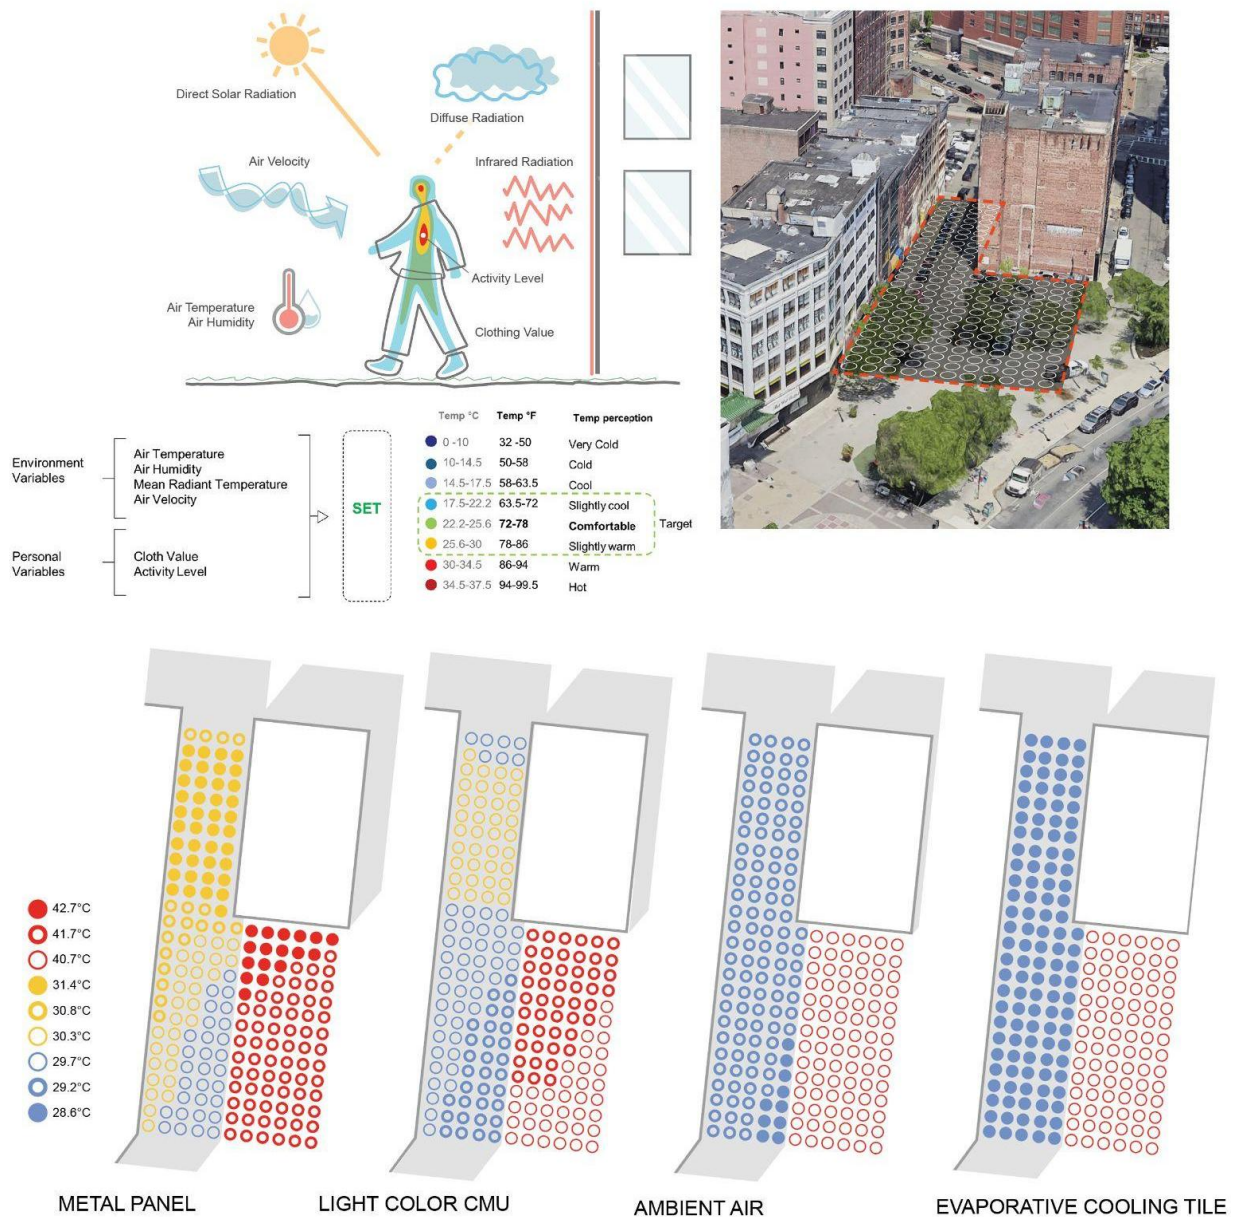 Direct Solar Radiation
Diffuse Radiation
Air Velocity
Infrared Radiation
Activity Level
Air Temperature
Air Humidity
Clothing Value
Temp °C Temp °F Temp perception
0 -10 32 -50 Very Cold
10-14.5 50-58 Cold
14.5-17.5 58-63.5 Cool
17.5-22.2 63.5-72 Slightly cool
22.2-25.6 72-78 Comfortable
25.6-30 78-86 Slightly warm
30-34.5 86-94 Warm
34.5-37.5 94-99.5 Hot
Target
Environment
Variables
Air Temperature
Air Humidity
Mean Radiant Temperature
Air Velocity
SET
Personal
Variables
Cloth Value
Activity Level
42.7°C
41.7°C
40.7°C
31.4°C
30.8°C
30.3°C
29.7°C
29.2°C
28.6°C
METAL PANEL
LIGHT COLOR CMU
AMBIENT AIR
EVAPORATIVE COOLING TILE